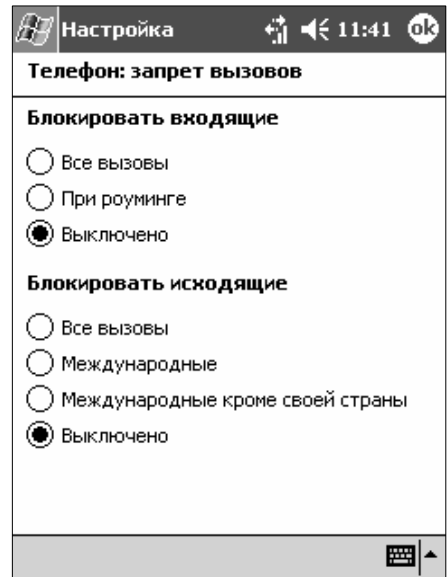 Настройка 11:41 ok
Телефон: запрет вызовов
Блокировать входящие
Все вызовы
При роуминге
Выключено
Блокировать исходящие
Все вызовы
Международные
Международные кроме своей страны
Выключено